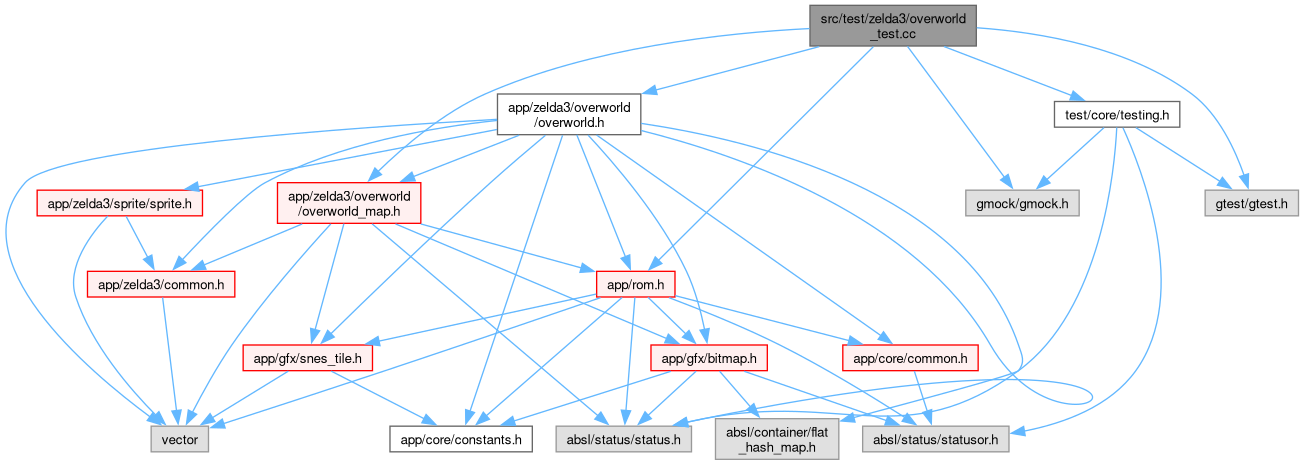 src/test/zelda3/overworld
_test.cc
app/zelda3/overworld
/overworld.h
test/core/testing.h
app/zelda3/sprite/sprite.h
app/zelda3/overworld
/overworld_map.h
gmock/gmock.h
gtest/gtest.h
app/zelda3/common.h
app/rom.h
app/gfx/snes_tile.h
app/gfx/bitmap.h
app/core/common.h
vector
app/core/constants.h
absl/status/status.h
absl/container/flat
_hash_map.h
absl/status/statusor.h